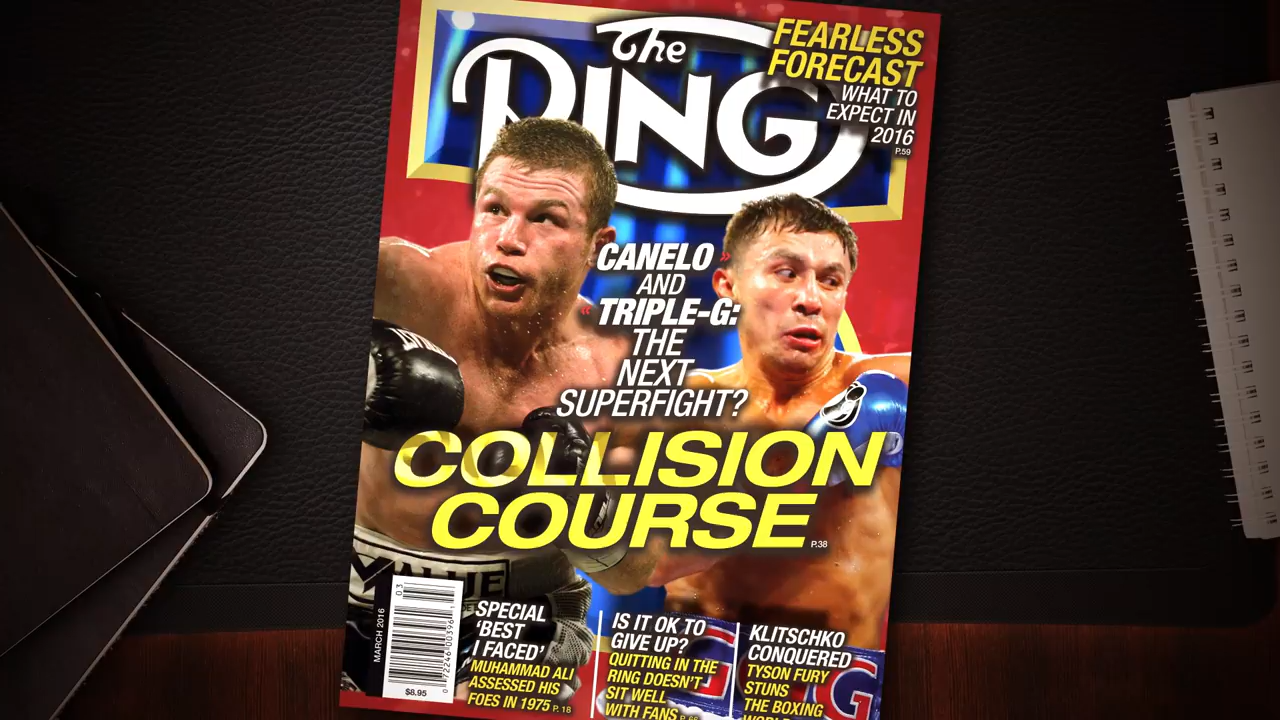 The
RING
FEARLESS
FORECAST
WHAT TO
EXPECT IN
2016
P.59
CANELO »
AND
« TRIPLE-G:
THE
NEXT
SUPERFIGHT?
COLLISION
COURSE
P.38
MARCH 2016
03
$8.95
SPECIAL
'BEST
I FACED'
MUHAMMAD ALI
ASSESSED HIS
FOES IN 1975 P. 18
IS IT OK TO
GIVE UP?
QUITTING IN THE
RING DOESN'T
SIT WELL
WITH FANS
KLITSCHKO
CONQUERED
TYSON FURY
STUNS
THE BOXING